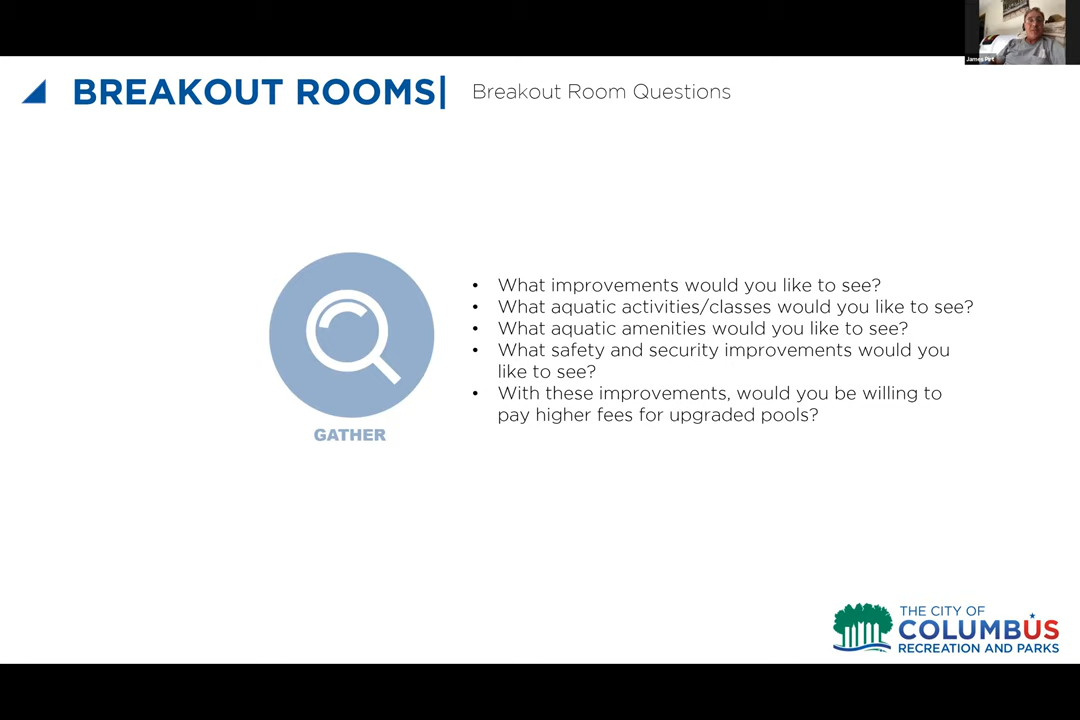 James Pirt
BREAKOUT ROOMS|
Breakout Room Questions
• What improvements would you like to see?
• What aquatic activities/classes would you like to see?
• What aquatic amenities would you like to see?
• What safety and security improvements would you
like to see?
• With these improvements, would you be willing to
pay higher fees for upgraded pools?
GATHER
THE CITY OF
COLUMBUS
RECREATION AND PARKS